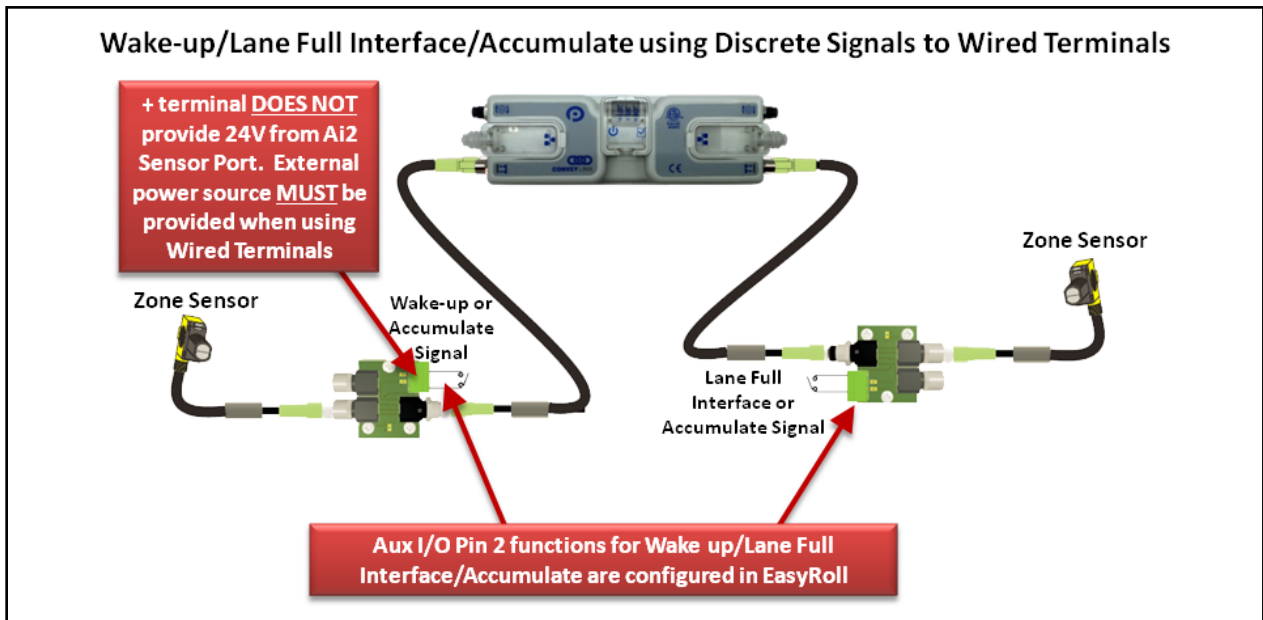 Wake-up/Lane Full Interface/Accumulate using Discrete Signals to Wired Terminals
+ terminal DOES NOT
provide 24V from Ai2
Sensor Port. External
power source MUST be
provided when using
Wired Terminals
Zone Sensor
Wake-up or
Accumulate
Signal
Zone Sensor
Lane Full
Interface or
Accumulate Signal
CONVEYLINX
CE
Aux I/O Pin 2 functions for Wake up/Lane Full
Interface/Accumulate are configured in EasyRoll